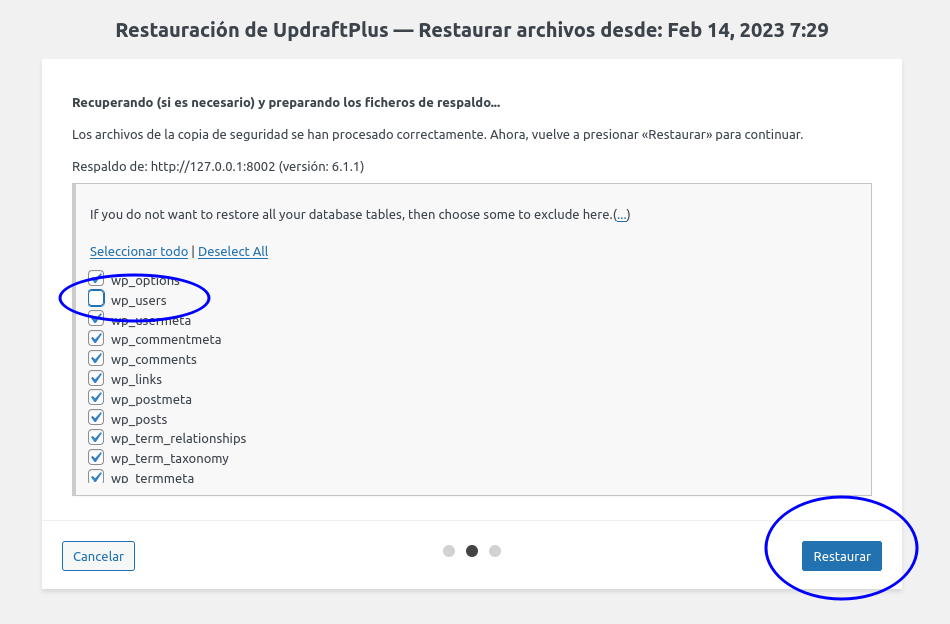 Restauración de UpdraftPlus — Restaurar archivos desde: Feb 14, 2023 7:29
Recuperando (si es necesario) y preparando los ficheros de respaldo...
Los archivos de la copia de seguridad se han procesado correctamente. Ahora, vuelve a presionar «Restaurar» para continuar.
Respaldo de: http://127.0.0.1:8002 (versión: 6.1.1)
If you do not want to restore all your database tables, then choose some to exclude here.(...)
Seleccionar todo | Deselect All
wp_options
wp_users
wp_usermeta
wp_commentmeta
wp_comments
wp_links
wp_postmeta
wp_posts
wp_term_relationships
wp_term_taxonomy
wp_termmeta
Cancelar
Restaurar